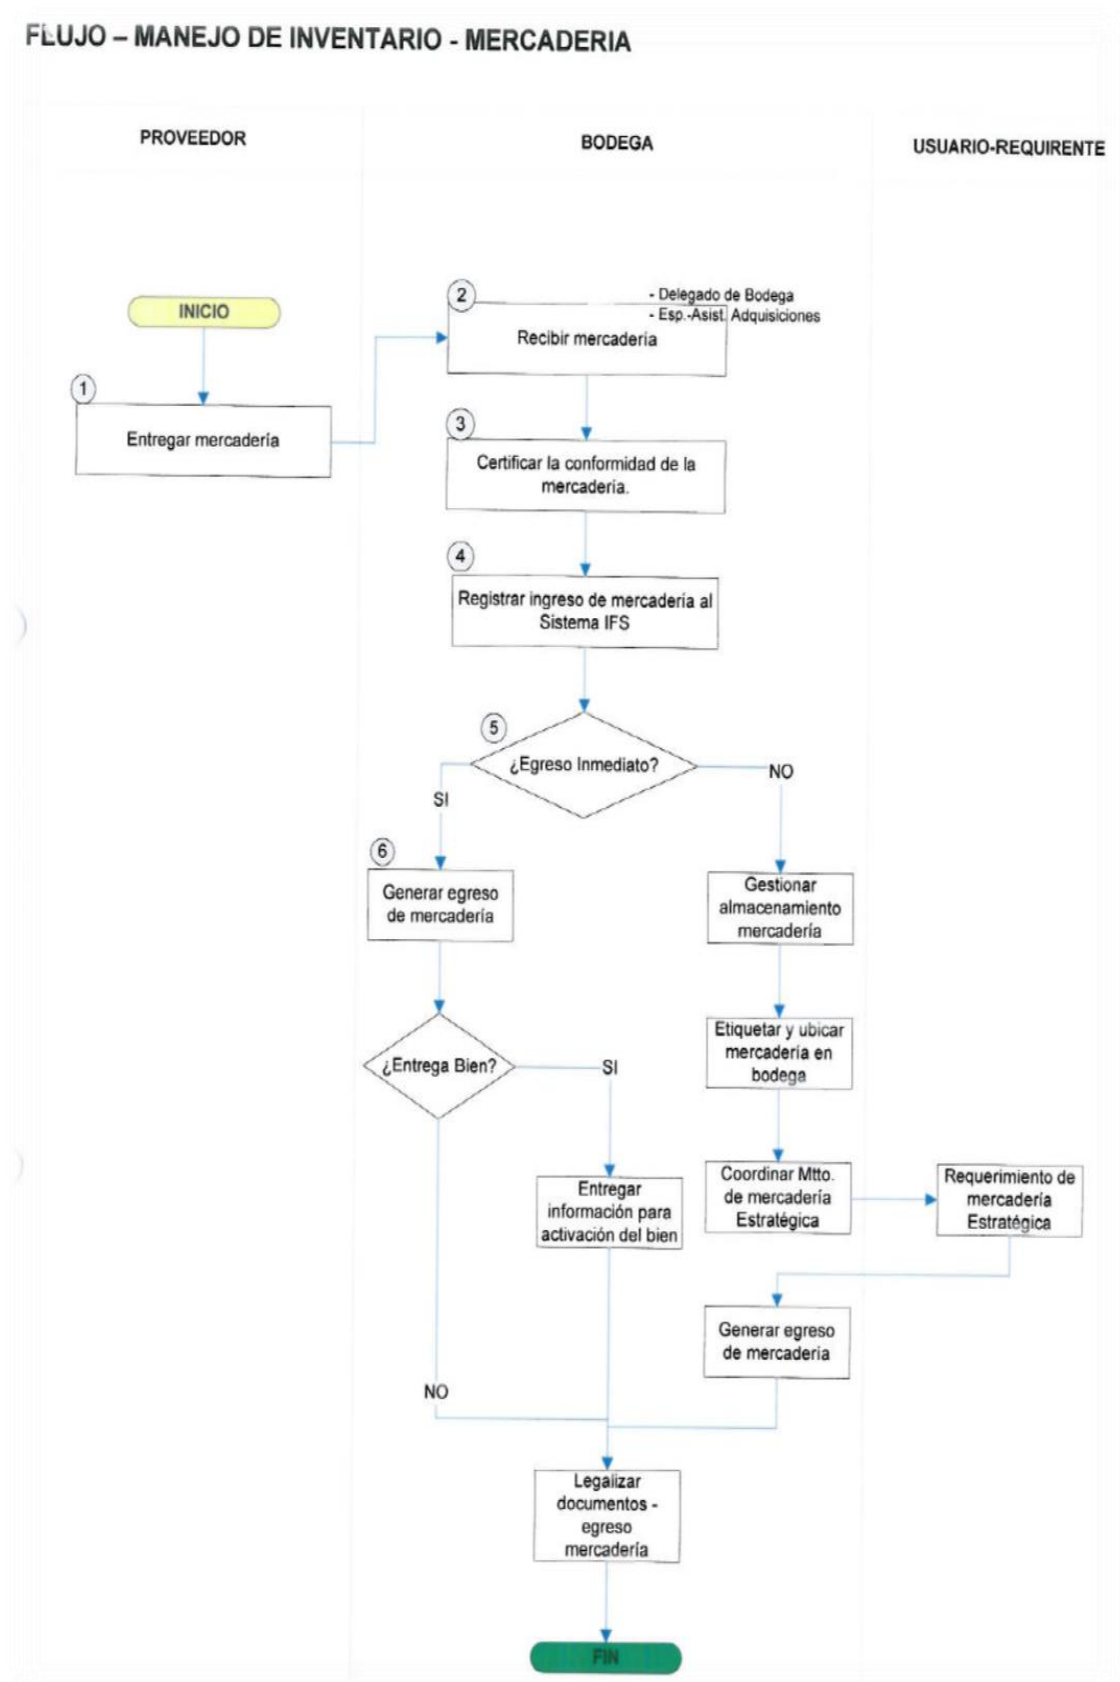 FLUJO – MANEJO DE INVENTARIO - MERCADERIA
PROVEEDOR
BODEGA
USUARIO-REQUIRENTE
INICIO
1
Entregar mercadería
2
- Delegado de Bodega
- Esp.-Asist. Adquisiciones
Recibir mercadería
3
Certificar la conformidad de la
mercadería.
4
Registrar ingreso de mercadería al
Sistema IFS
5
¿Egreso Inmediato?
SI
NO
6
Generar egreso
de mercadería
Gestionar
almacenamiento
mercadería
¿Entrega Bien?
SI
Etiquetar y ubicar
mercadería en
bodega
Entregar
información para
activación del bien
Coordinar Mtto.
de mercadería
Estratégica
Requerimiento de
mercadería
Estratégica
Generar egreso
de mercadería
NO
Legalizar
documentos -
egreso
mercadería
FIN